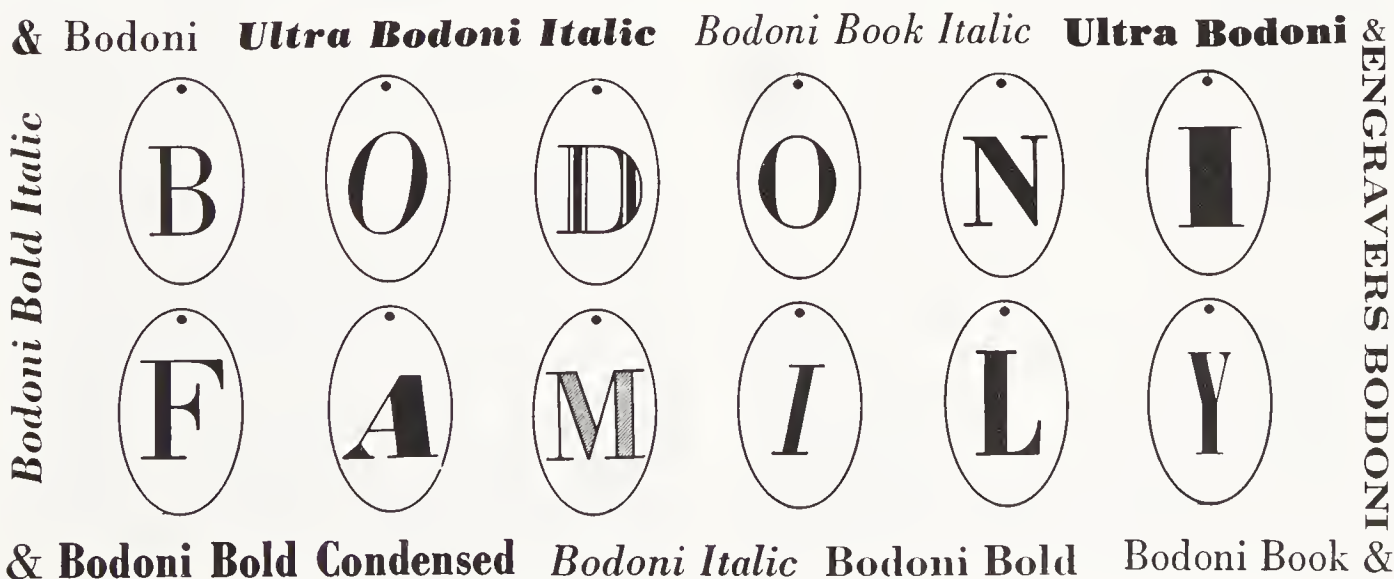 & Bodoni Ultra Bodoni Italic Bodoni Book Italic Ultra Bodoni &
ENGRAVERS BODONI
Bodoni Bold Italic
B O D O N I
F A M I L Y
& Bodoni Bold Condensed Bodoni Italic Bodoni Bold Bodoni Book &